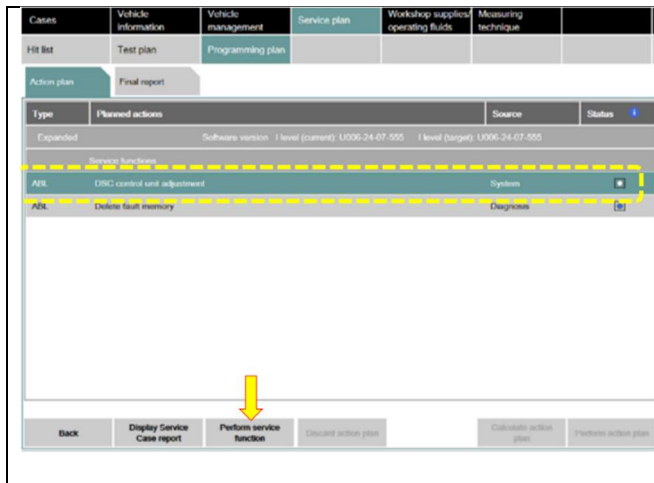 Cases Vehicle information Vehicle management Service plan Workshop supplies/ operating fluids Measuring technique
Hit list Test plan Programming plan
Action plan Final report
Type Planned actions Source Status i
Expanded Software version I level (current): U006-24-07-555 I level (target): U006-24-07-555
Service functions
ABL DSC control unit adjustment System
ABL Delete fault memory Diagnosis
Back Display Service Case report Perform service function Discard action plan Calculate action plan Perform action plan